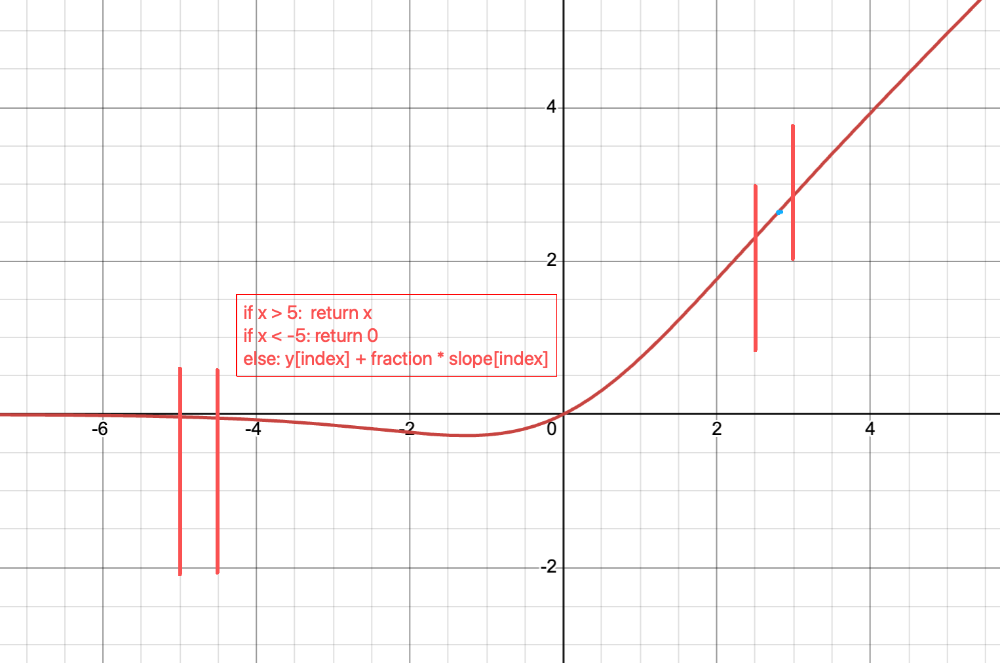 4
2
if x > 5:  return x
if x < -5: return 0
else: y[index] + fraction * slope[index]
-6 -4 -2 0 2 4
-2